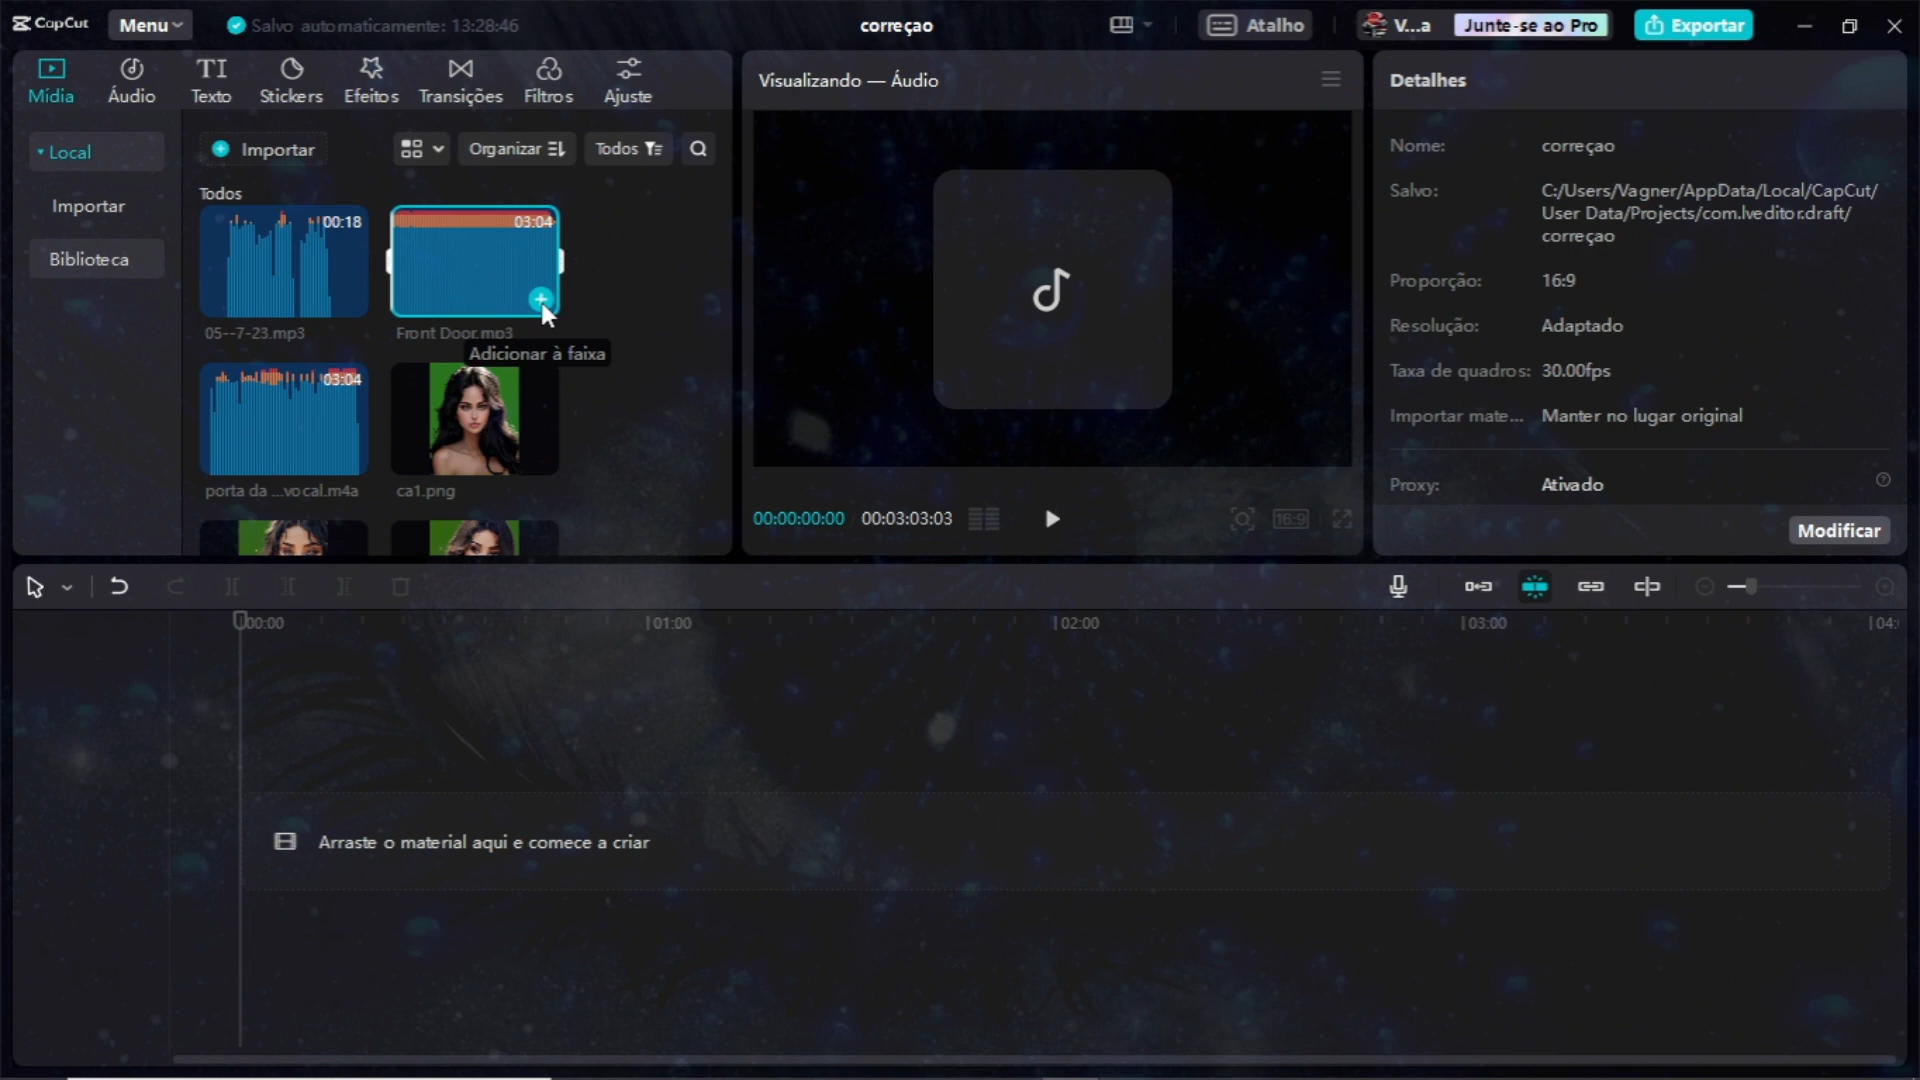 CapCut
Menu
Salvo automaticamente: 13:28:46
correçao
Atalho
V...a
Junte-se ao Pro
Exportar
Mídia
Áudio
Texto
Stickers
Efeitos
Transições
Filtros
Ajuste
Local
Importar
Biblioteca
Importar
Organizar
Todos
Todos
00:18
05--7-23.mp3
03:04
Front Door.mp3
Adicionar à faixa
03:04
porta da ...vocal.m4a
ca1.png
Visualizando — Áudio
00:00:00:00
00:03:03:03
16:9
Detalhes
Nome:
correçao
Salvo:
C:/Users/Vagner/AppData/Local/CapCut/
User Data/Projects/com.lveditor.draft/
correçao
Proporção:
16:9
Resolução:
Adaptado
Taxa de quadros:
30.00fps
Importar mate...
Manter no lugar original
Proxy:
Ativado
Modificar
00:00
01:00
02:00
03:00
04:
Arraste o material aqui e comece a criar